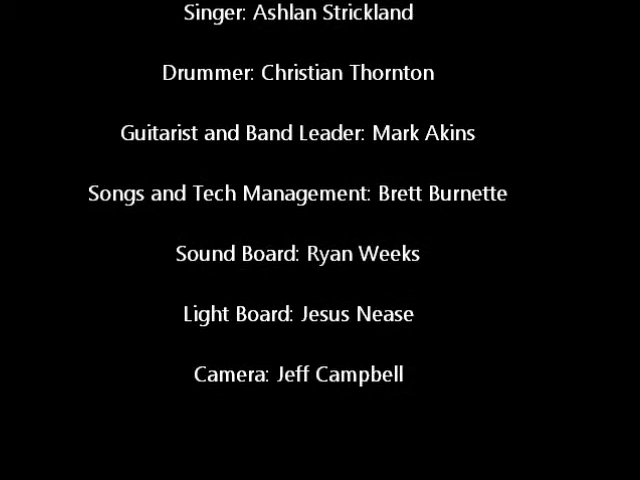 Singer: Ashlan Strickland
Drummer: Christian Thornton
Guitarist and Band Leader: Mark Akins
Songs and Tech Management: Brett Burnette
Sound Board: Ryan Weeks
Light Board: Jesus Nease
Camera: Jeff Campbell